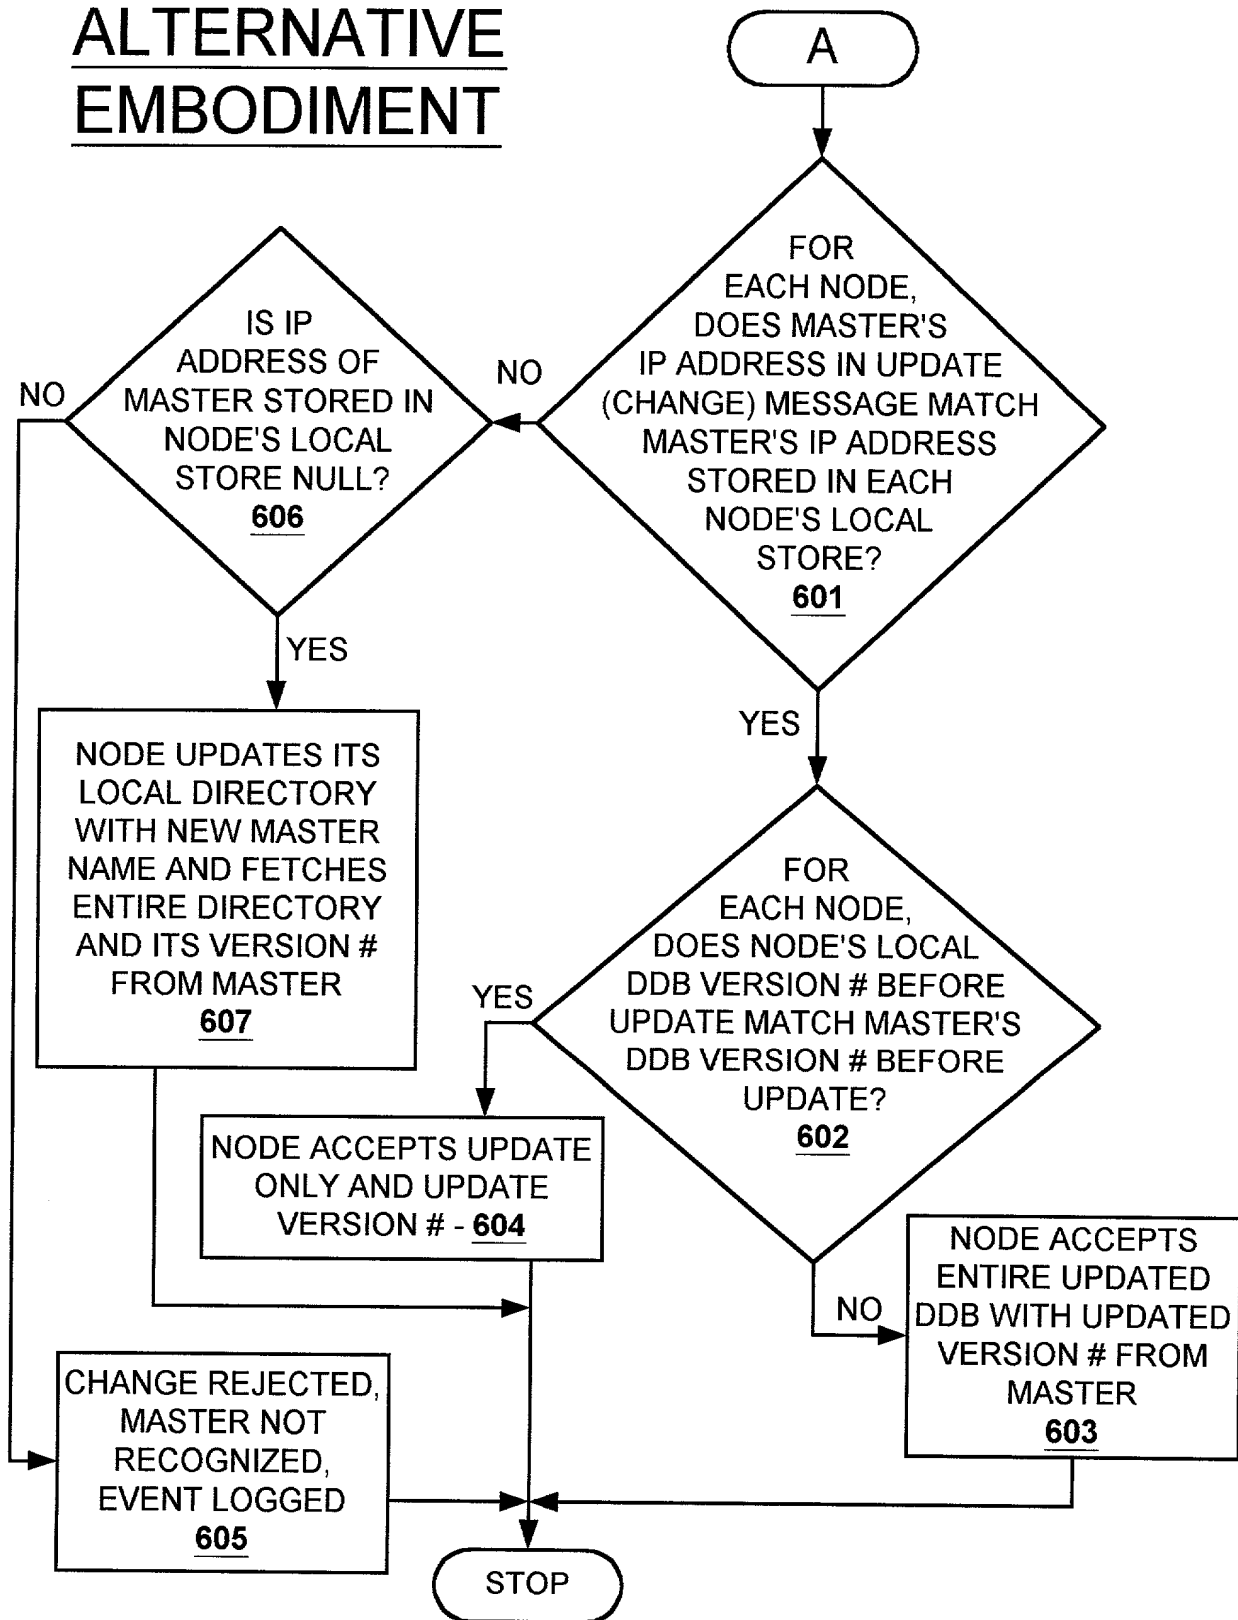 ALTERNATIVE
EMBODIMENT
A
FOR
EACH NODE,
DOES MASTER'S
IP ADDRESS IN UPDATE
(CHANGE) MESSAGE MATCH
MASTER'S IP ADDRESS
STORED IN EACH
NODE'S LOCAL
STORE?
601
NO
IS IP
ADDRESS OF
MASTER STORED IN
NODE'S LOCAL
STORE NULL?
606
NO
YES
NODE UPDATES ITS
LOCAL DIRECTORY
WITH NEW MASTER
NAME AND FETCHES
ENTIRE DIRECTORY
AND ITS VERSION #
FROM MASTER
607
YES
FOR
EACH NODE,
DOES NODE'S LOCAL
DDB VERSION # BEFORE
UPDATE MATCH MASTER'S
DDB VERSION # BEFORE
UPDATE?
602
YES
NODE ACCEPTS UPDATE
ONLY AND UPDATE
VERSION # - 604
NO
NODE ACCEPTS
ENTIRE UPDATED
DDB WITH UPDATED
VERSION # FROM
MASTER
603
CHANGE REJECTED,
MASTER NOT
RECOGNIZED,
EVENT LOGGED
605
STOP